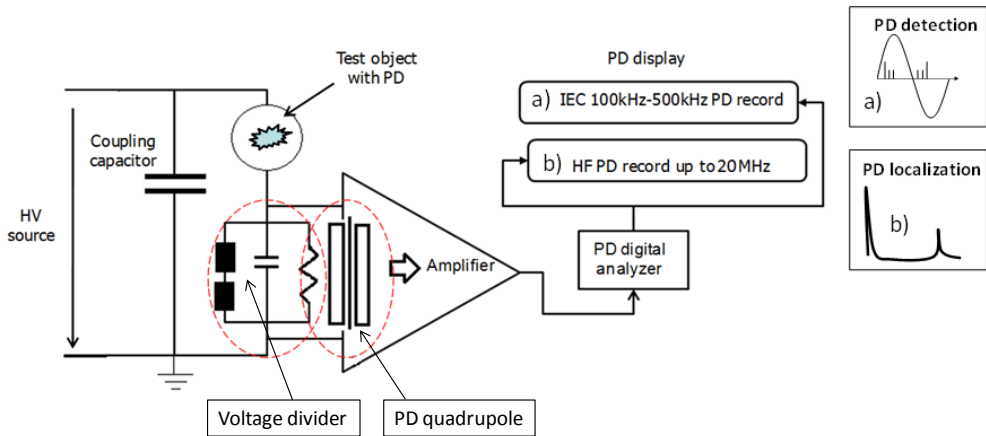 Test object
with PD
PD display
PD detection
a)
a) IEC 100kHz-500kHz PD record
b) HF PD record up to 20MHz
Coupling
capacitor
PD localization
b)
HV
source
Amplifier
PD digital
analyzer
Voltage divider
PD quadrupole